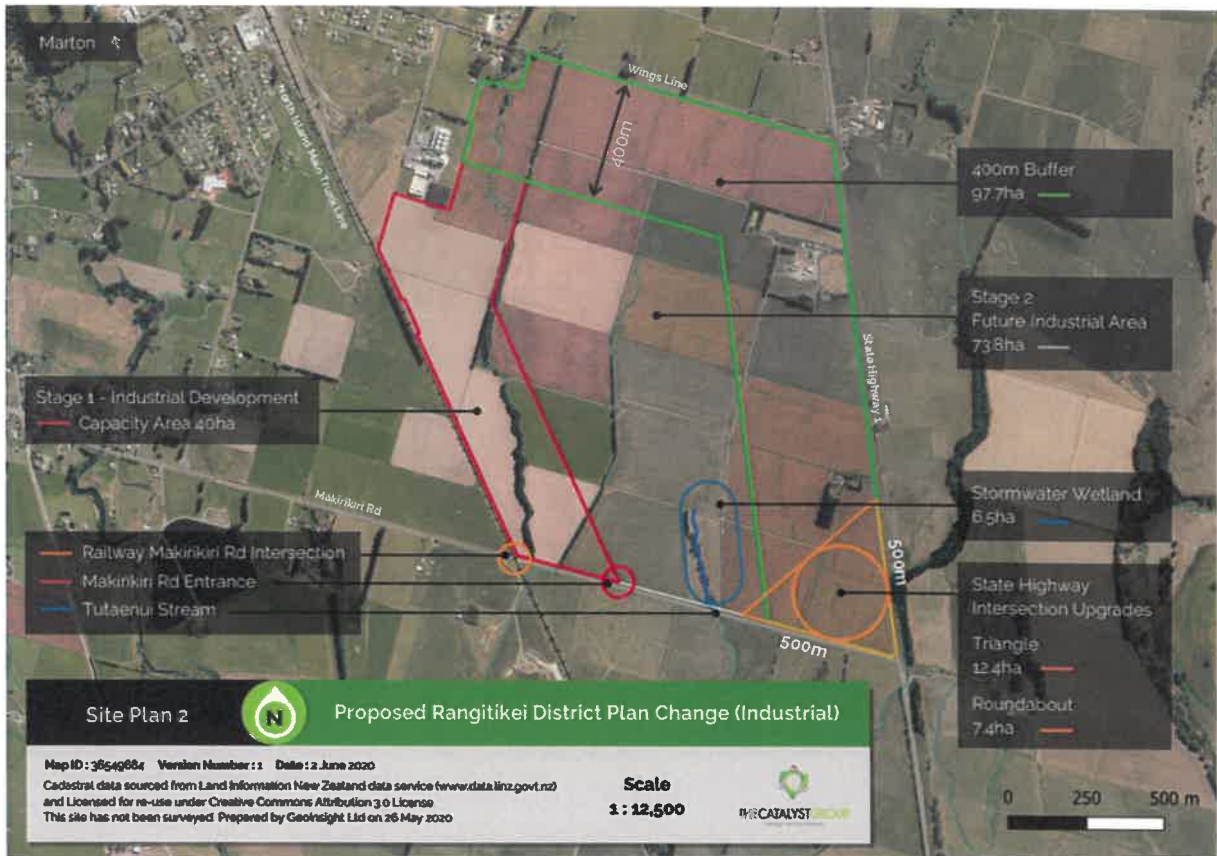 Marton
Wings Line
North Island Main Trunk Line
400m
400m Buffer
97.7ha
Stage 2
Future Industrial Area
73.8ha
State Highway 1
Stage 1 - Industrial Development
Capacity Area 40ha
Makirikiri Rd
Stormwater Wetland
6.5ha
Railway Makirikiri Rd Intersection
Makirikiri Rd Entrance
Tutaenui Stream
500m
500m
State Highway
Intersection Upgrades
Triangle
12.4ha
Roundabout
7.4ha
Site Plan 2
N
Proposed Rangitikei District Plan Change (Industrial)
Map ID : 36549684 Version Number : 1 Date : 2 June 2020
Cadastral data sourced from Land Information New Zealand data service (www.data.linz.govt.nz)
and Licensed for re-use under Creative Commons Attribution 3.0 License
This site has not been surveyed. Prepared by GeoInsight Ltd on 26 May 2020
Scale
1 : 12,500
THE CATALYST GROUP
0 250 500 m